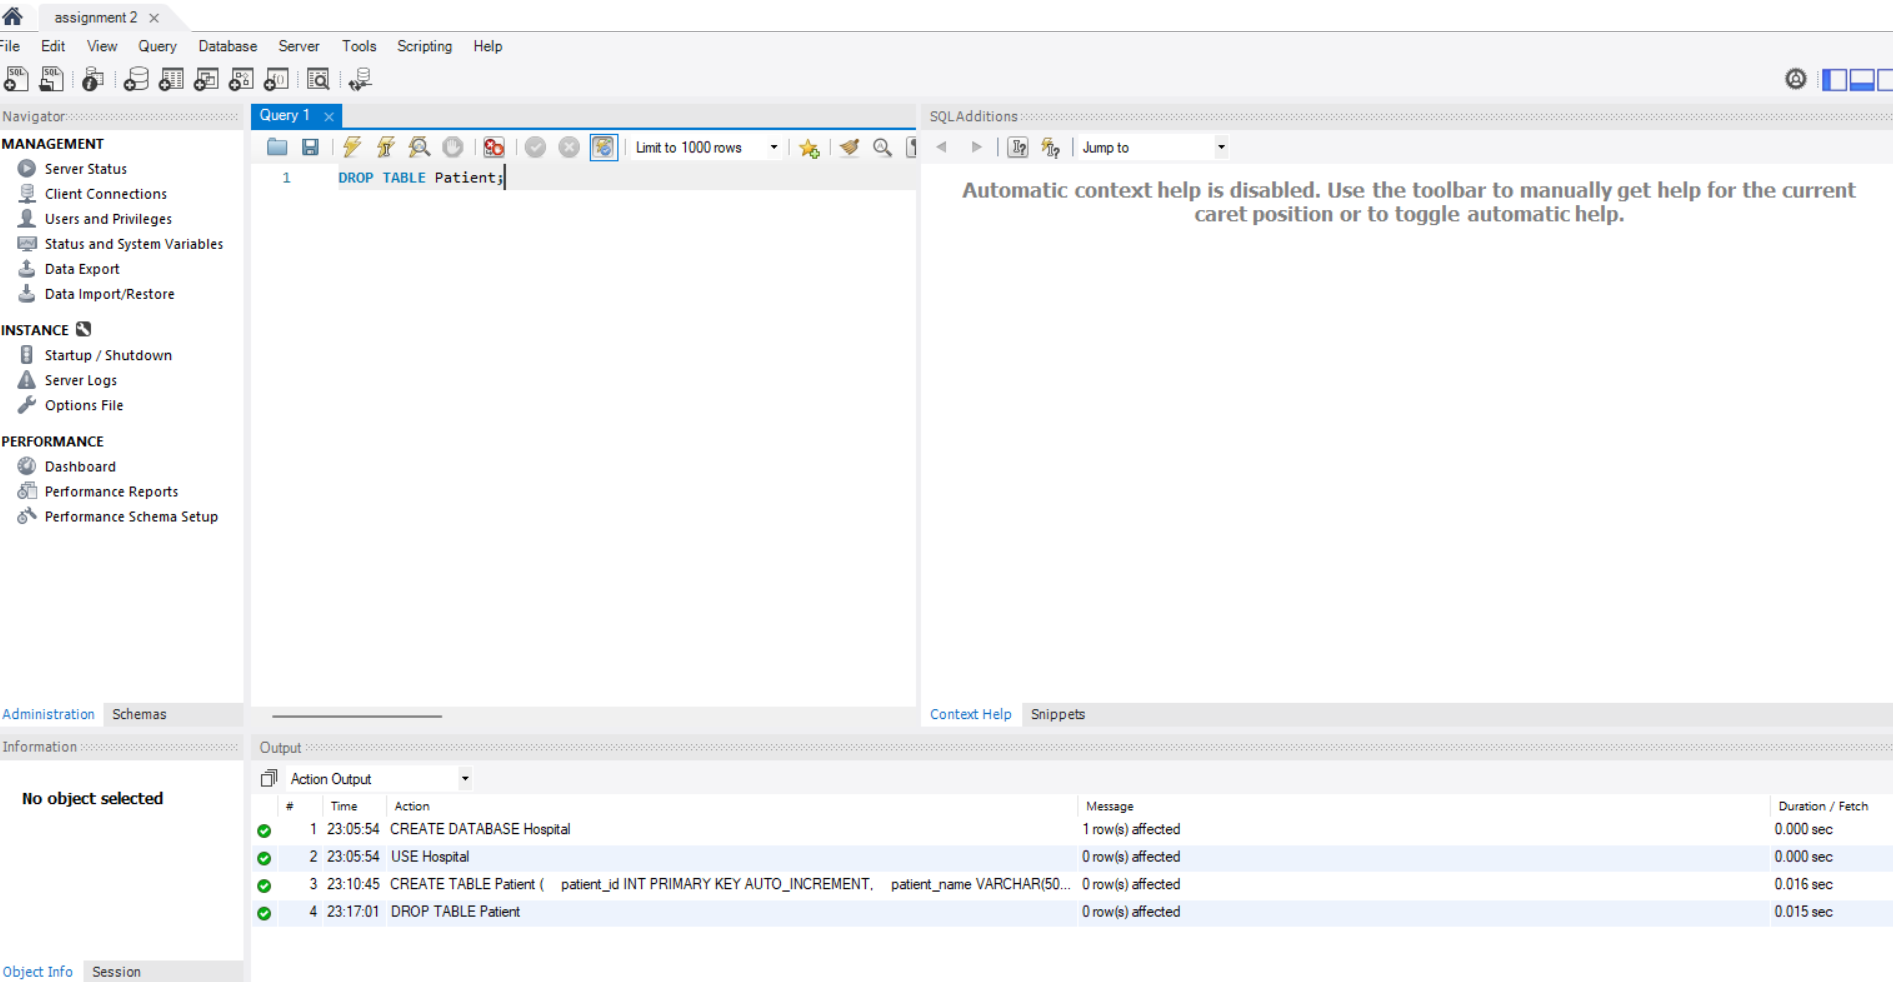 assignment 2
File Edit View Query Database Server Tools Scripting Help
Navigator
MANAGEMENT
Server Status
Client Connections
Users and Privileges
Status and System Variables
Data Export
Data Import/Restore
INSTANCE
Startup / Shutdown
Server Logs
Options File
PERFORMANCE
Dashboard
Performance Reports
Performance Schema Setup
Administration Schemas
Query 1
Limit to 1000 rows
1 DROP TABLE Patient;
SQLAdditions
Jump to
Automatic context help is disabled. Use the toolbar to manually get help for the current
caret position or to toggle automatic help.
Context Help Snippets
Information
No object selected
Object Info Session
Output
Action Output
# Time Action Message Duration / Fetch
1 23:05:54 CREATE DATABASE Hospital 1 row(s) affected 0.000 sec
2 23:05:54 USE Hospital 0 row(s) affected 0.000 sec
3 23:10:45 CREATE TABLE Patient ( patient_id INT PRIMARY KEY AUTO_INCREMENT, patient_name VARCHAR(50... 0 row(s) affected 0.016 sec
4 23:17:01 DROP TABLE Patient 0 row(s) affected 0.015 sec